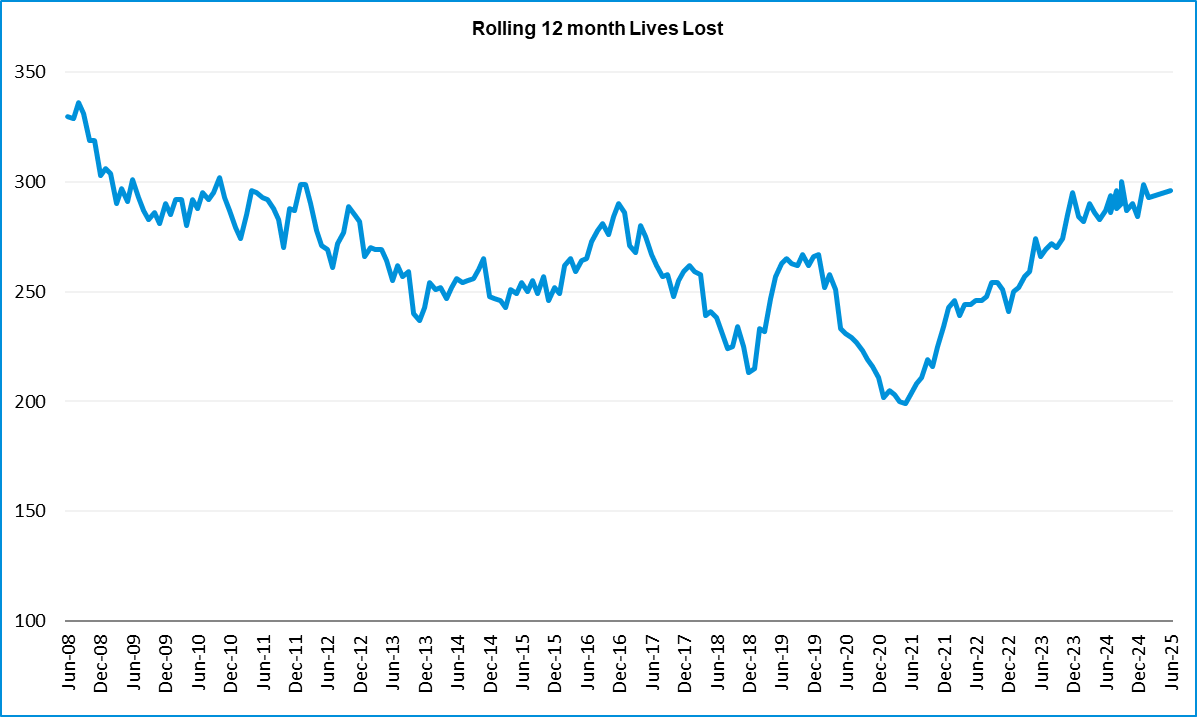 Rolling 12 month Lives Lost
350
300
250
200
150
100
Jun-08
Dec-08
Jun-09
Dec-09
Jun-10
Dec-10
Jun-11
Dec-11
Jun-12
Dec-12
Jun-13
Dec-13
Jun-14
Dec-14
Jun-15
Dec-15
Jun-16
Dec-16
Jun-17
Dec-17
Jun-18
Dec-18
Jun-19
Dec-19
Jun-20
Dec-20
Jun-21
Dec-21
Jun-22
Dec-22
Jun-23
Dec-23
Jun-24
Dec-24
Jun-25